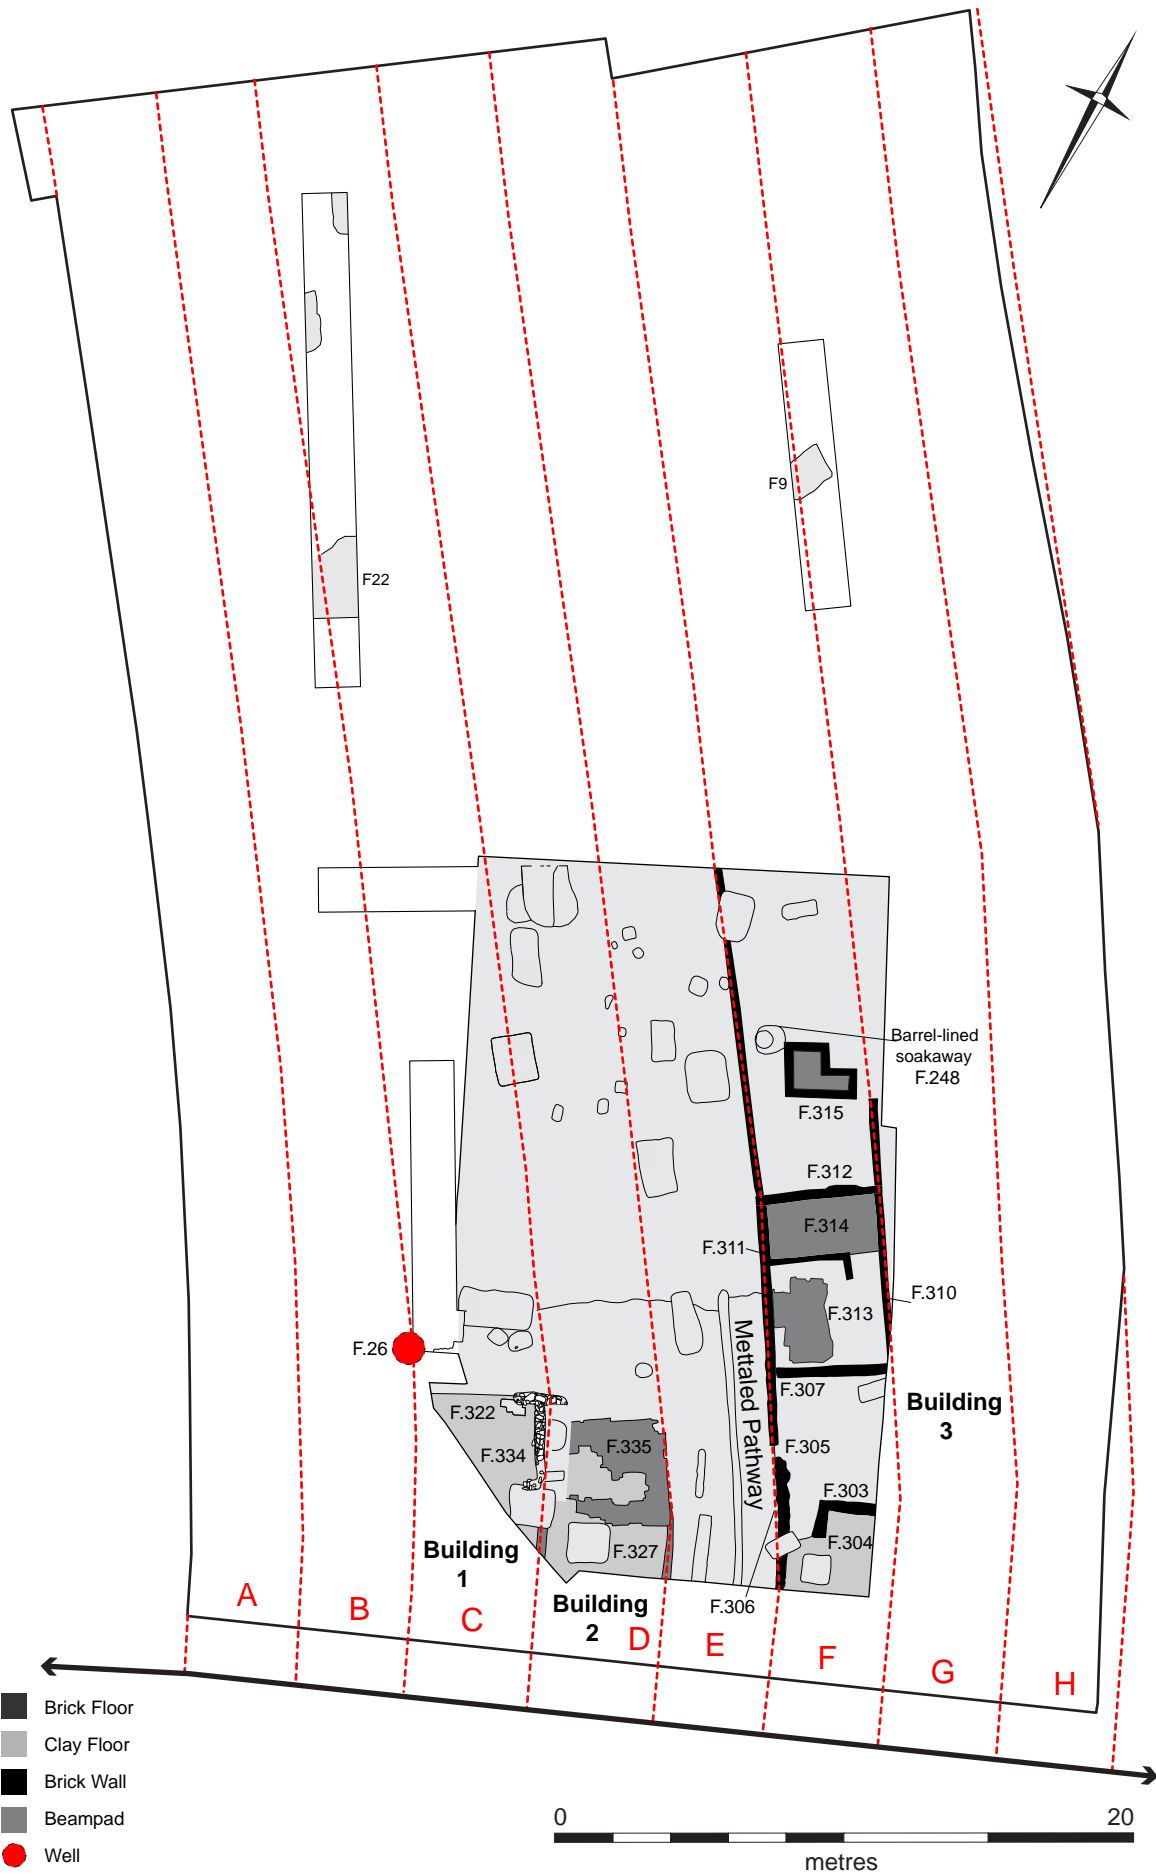 F9
F22
Barrel-lined
soakaway
F.248
F.315
F.312
F.314
F.311
F.310
F.313
F.26
Mettaled Pathway
F.307
Building
3
F.322
F.334
F.335
F.305
F.303
F.304
F.327
Building
1
Building
2
F.306
A
B
C
D
E
F
G
H
Brick Floor
Clay Floor
Brick Wall
Beampad
Well
0
20
metres